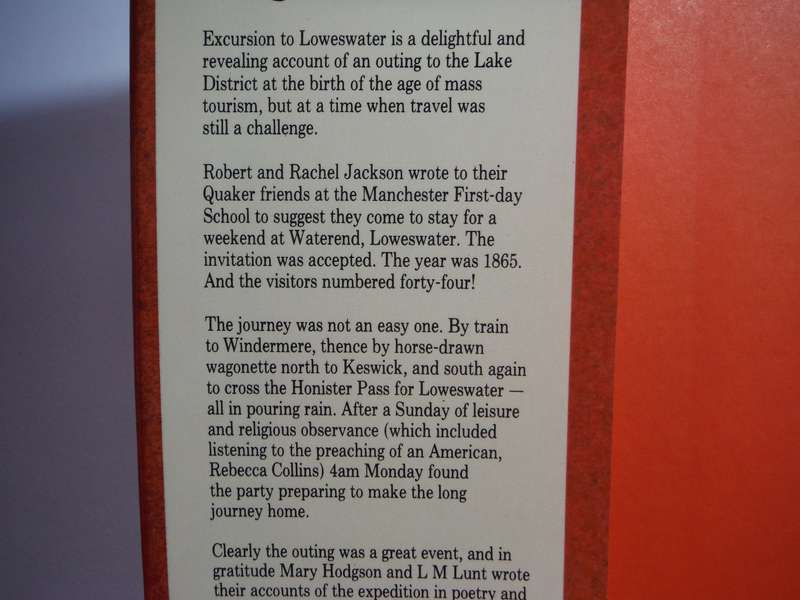 Excursion to Loweswater is a delightful and
revealing account of an outing to the Lake
District at the birth of the age of mass
tourism, but at a time when travel was
still a challenge.
Robert and Rachel Jackson wrote to their
Quaker friends at the Manchester First-day
School to suggest they come to stay for a
weekend at Waterend, Loweswater. The
invitation was accepted. The year was 1865.
And the visitors numbered forty-four!
The journey was not an easy one. By train
to Windermere, thence by horse-drawn
wagonette north to Keswick, and south again
to cross the Honister Pass for Loweswater —
all in pouring rain. After a Sunday of leisure
and religious observance (which included
listening to the preaching of an American,
Rebecca Collins) 4am Monday found
the party preparing to make the long
journey home.
Clearly the outing was a great event, and in
gratitude Mary Hodgson and L M Lunt wrote
their accounts of the expedition in poetry and